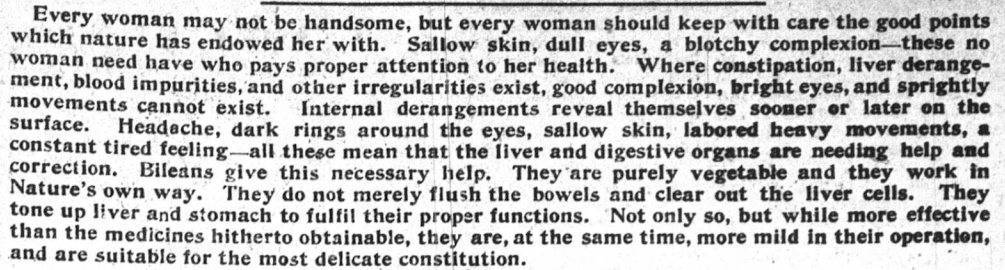 Every woman may not be handsome, but every woman should keep with care the good points
which nature has endowed her with. Sallow skin, dull eyes, a blotchy complexion—these no
woman need have who pays proper attention to her health. Where constipation, liver derange-
ment, blood impurities, and other irregularities exist, good complexion, bright eyes, and sprightly
movements cannot exist. Internal derangements reveal themselves sooner or later on the
surface. Headache, dark rings around the eyes, sallow skin, labored heavy movements, a
constant tired feeling—all these mean that the liver and digestive organs are needing help and
correction. Bileans give this necessary help. They are purely vegetable and they work in
Nature's own way. They do not merely flush the bowels and clear out the liver cells. They
tone up liver and stomach to fulfil their proper functions. Not only so, but while more effective
than the medicines hitherto obtainable, they are, at the same time, more mild in their operation,
and are suitable for the most delicate constitution.